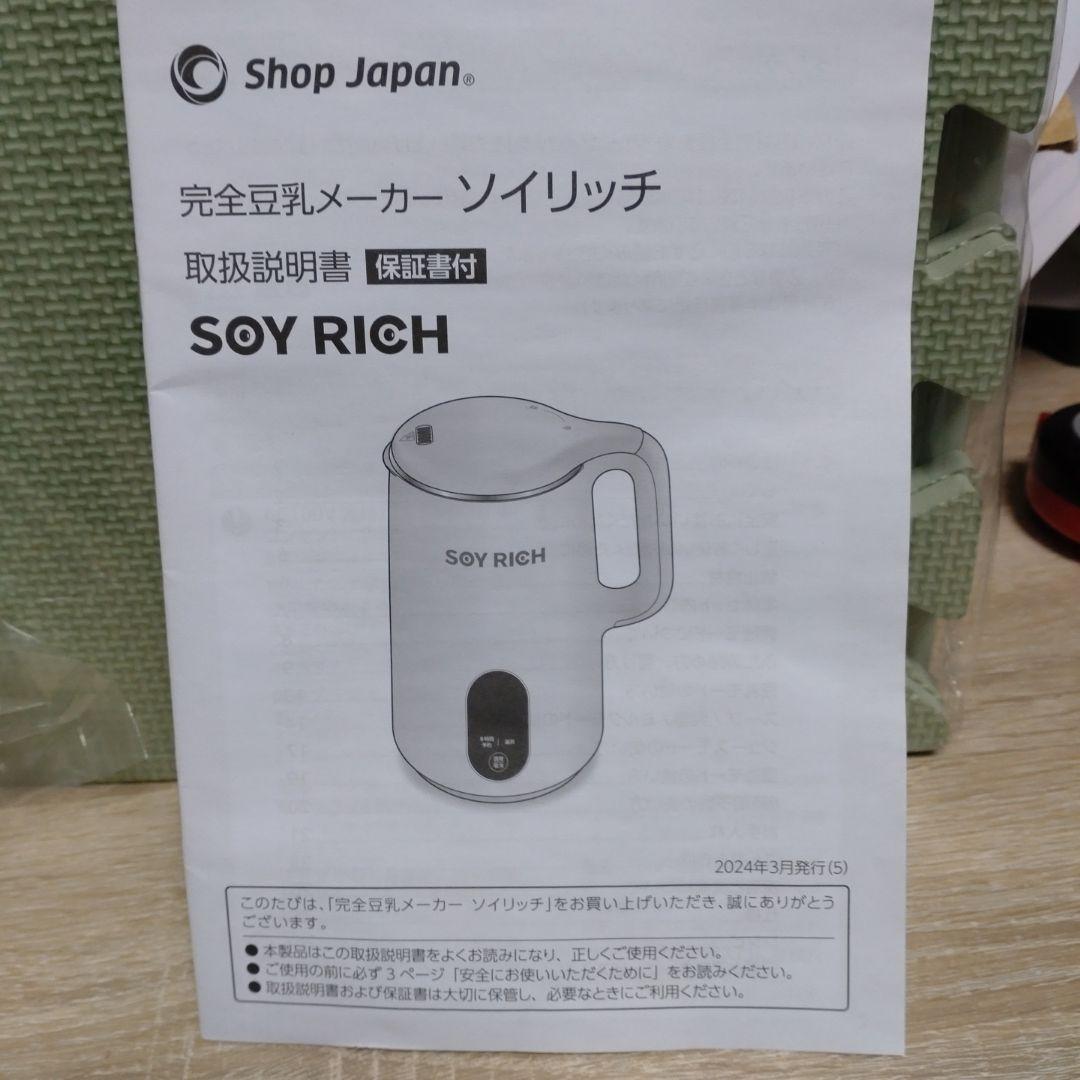 Shop Japan®
完全豆乳メーカー ソイリッチ
取扱説明書 保証書付
SOY RICH
SOY RICH
2024年3月発行(5)
このたびは、「完全豆乳メーカー ソイリッチ」をお買い上げいただき、誠にありがとう
ございます。
● 本製品はこの取扱説明書をよくお読みになり、正しくご使用ください。
● ご使用の前に必ず3ページ「安全にお使いいただくために」をお読みください。
● 取扱説明書および保証書は大切に保管し、必要なときにご利用ください。